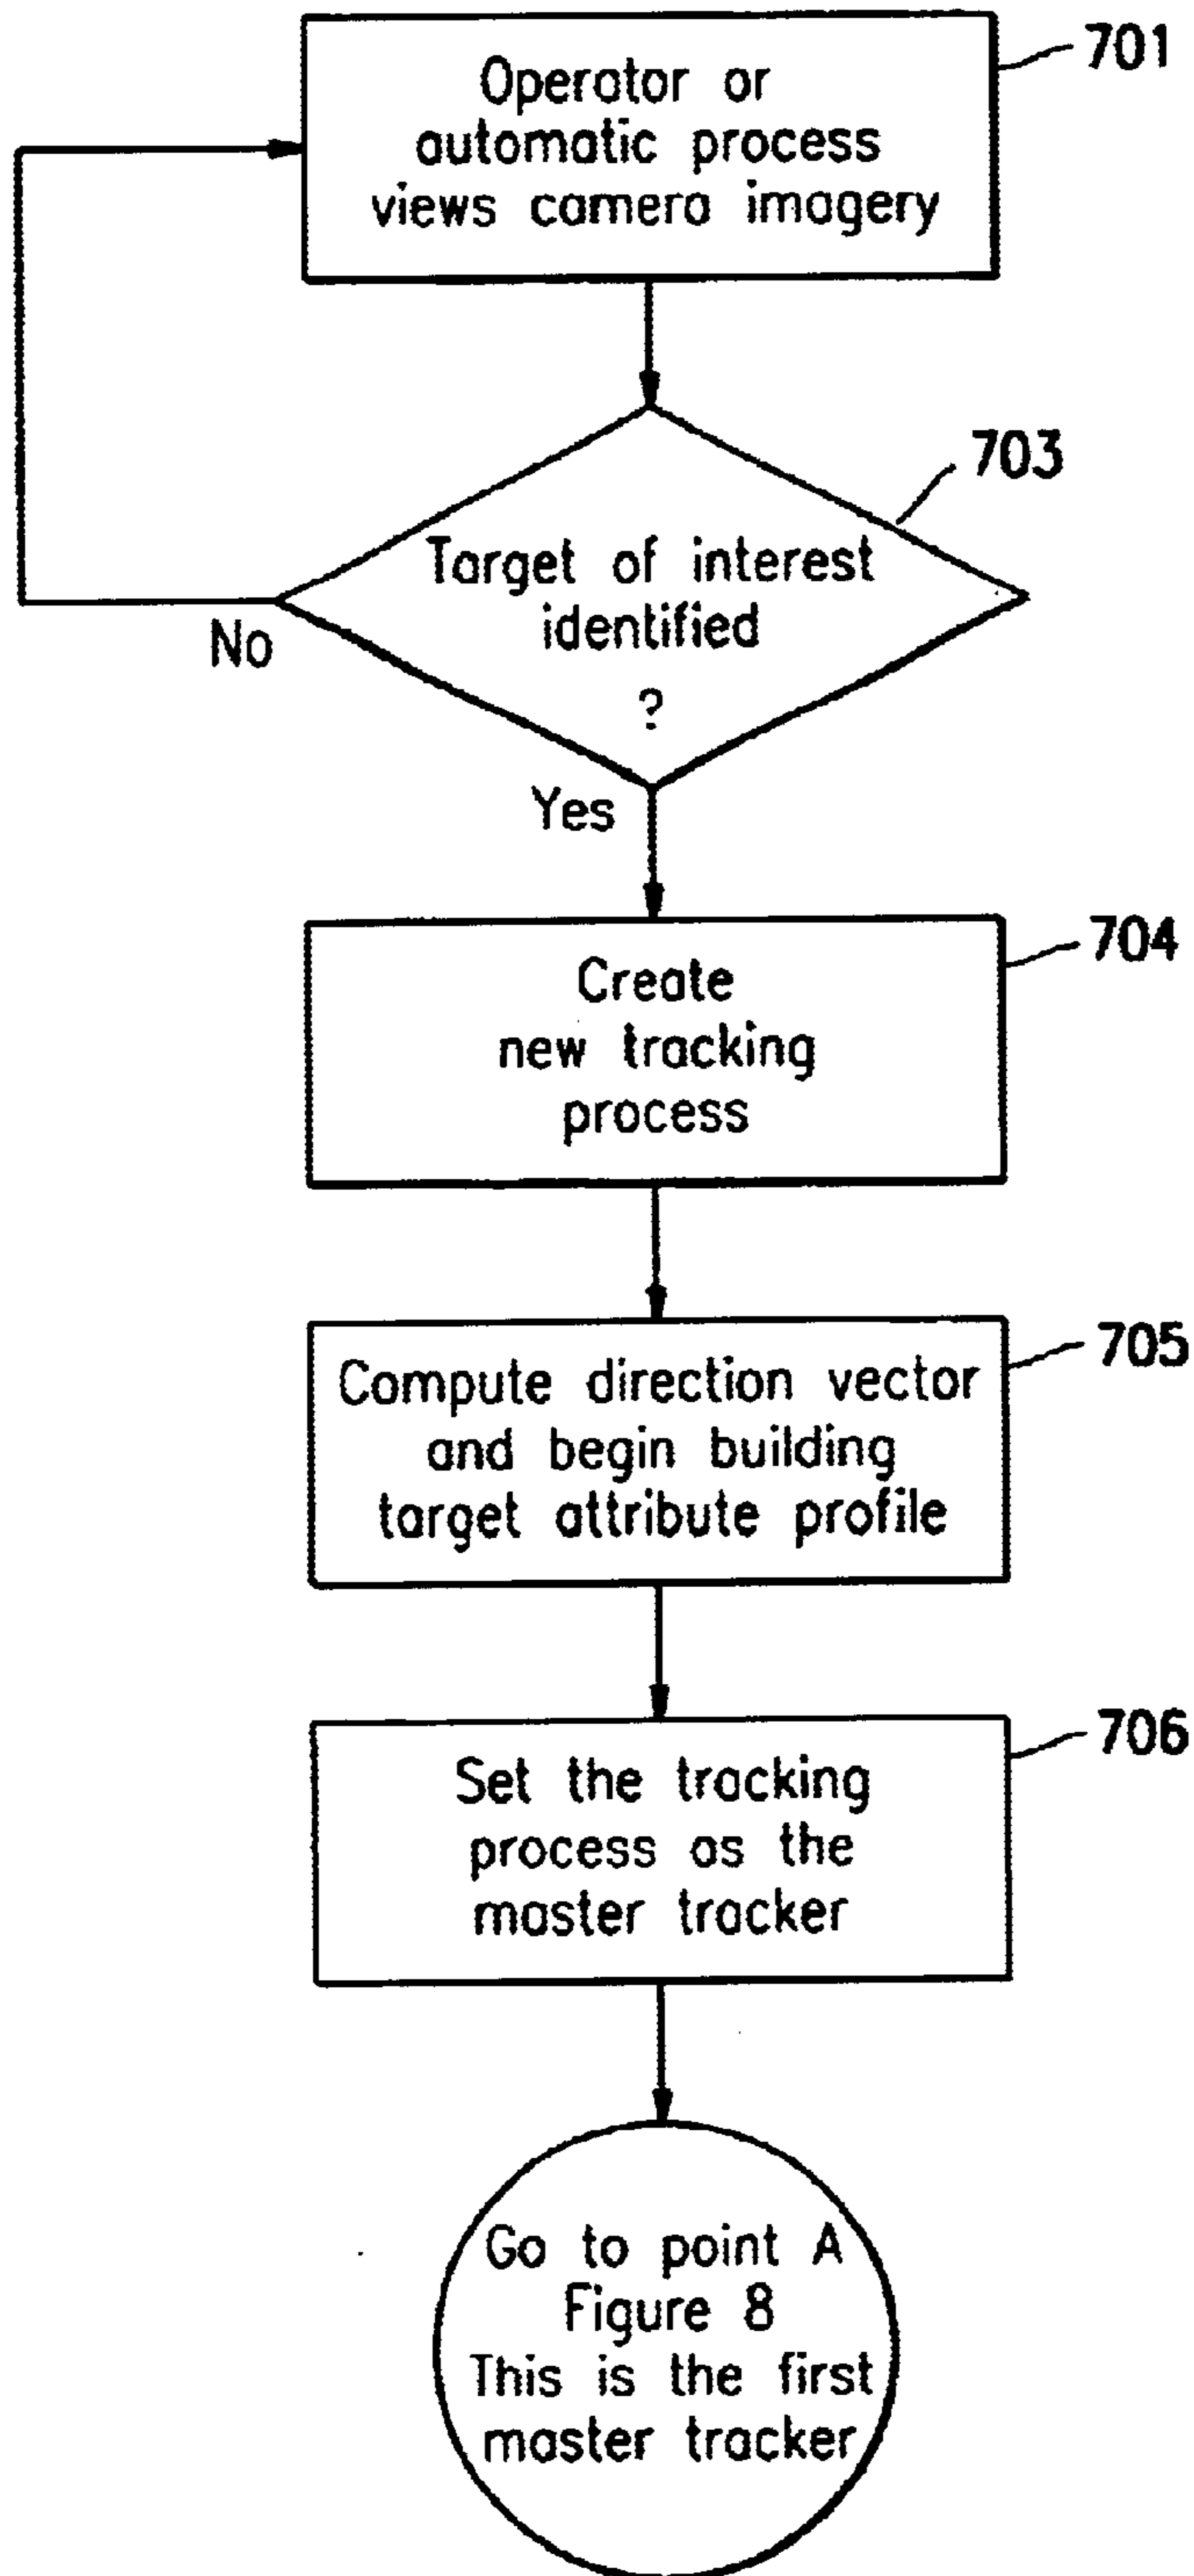 Operator or
automatic process
views camera imagery
701
Target of interest
identified
?
703
No
Yes
Create
new tracking
process
704
Compute direction vector
and begin building
target attribute profile
705
Set the tracking
process as the
master tracker
706
Go to point A
Figure 8
This is the first
master tracker